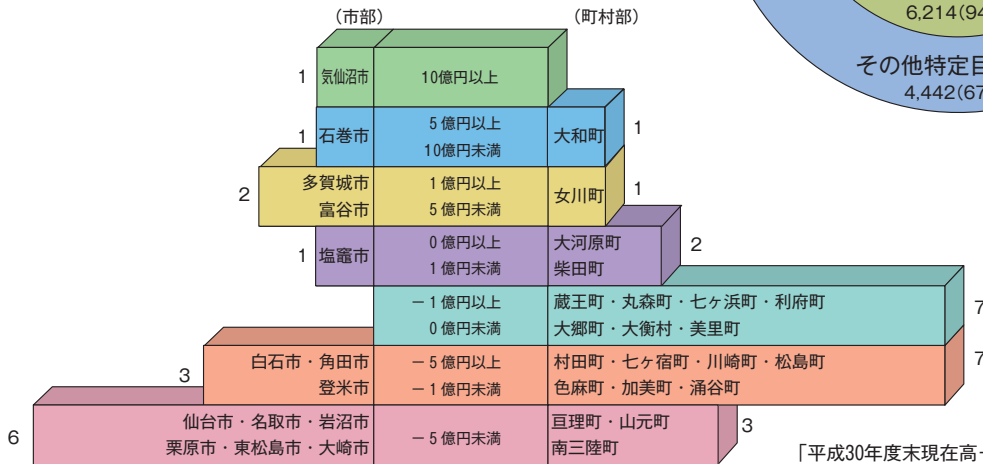 (市部)
(町村部)
6,214(94
その他特定目
4,442(67
1
気仙沼市
10億円以上
1
石巻市
5億円以上
10億円未満
大和町
1
2
多賀城市
富谷市
1億円以上
5億円未満
女川町
1
1
塩竈市
0億円以上
1億円未満
大河原町
柴田町
2
－1億円以上
0億円未満
蔵王町・丸森町・七ヶ浜町・利府町
大郷町・大衡村・美里町
7
3
白石市・角田市
登米市
－5億円以上
－1億円未満
村田町・七ヶ宿町・川崎町・松島町
色麻町・加美町・涌谷町
7
6
仙台市・名取市・岩沼市
栗原市・東松島市・大崎市
－5億円未満
亘理町・山元町
南三陸町
3
「平成30年度末現在高